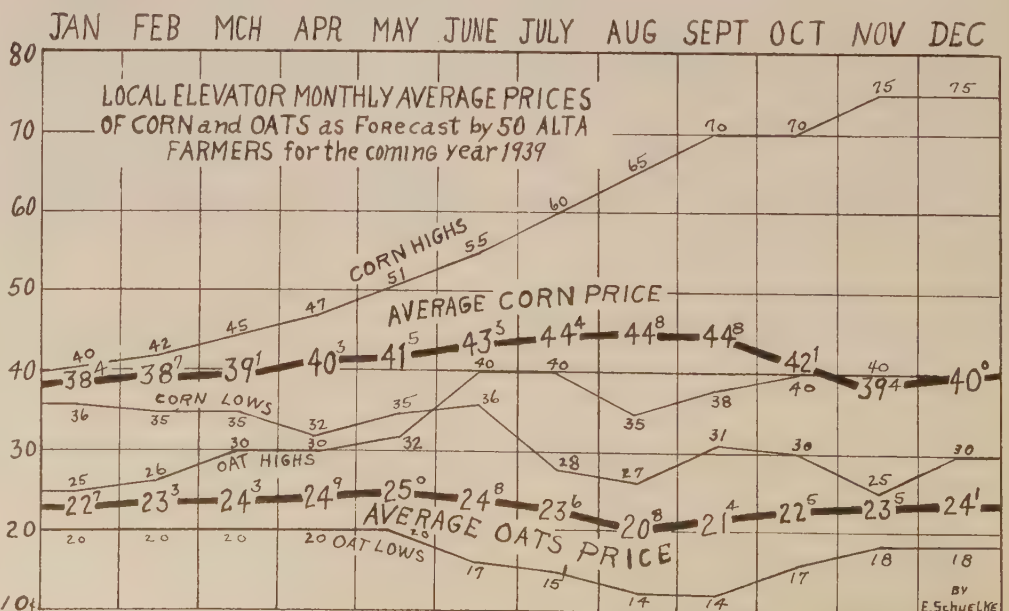 JAN FEB MCH APR MAY JUNE JULY AUG SEPT OCT NOV DEC
80
LOCAL ELEVATOR MONTHLY AVERAGE PRICES
OF CORN and OATS as Forecast by 50 ALTA
FARMERS for the coming year 1939
70
60
50
40
30
20
10¢
CORN HIGHS
40 42 45 47 51 55 60 65 70 70 75 75
AVERAGE CORN PRICE
38⁴ 38⁷ 39¹ 40³ 41⁵ 43⁵ 44⁴ 44⁸ 44⁸ 42¹ 39⁴ 40⁰
CORN LOWS
36 35 35 32 35 36 28 27 31 30 25 30
OAT HIGHS
25 26 30 30 32 40 40 35 38 40 40
AVERAGE OATS PRICE
22⁷ 23³ 24³ 24⁹ 25⁰ 24⁸ 23⁶ 20⁸ 21⁴ 22⁵ 23⁵ 24¹
OAT LOWS
20 20 20 20 20 17 15 14 14 17 18 18
BY
E. SCHUELKE